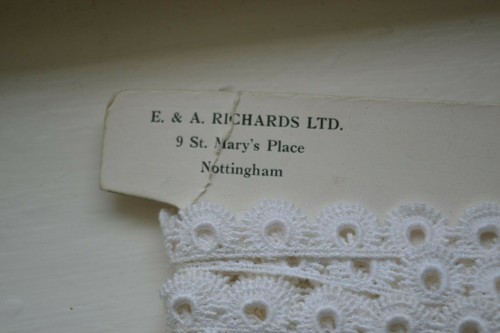 E. & A. RICHARDS LTD.
9 St. Mary's Place
Nottingham